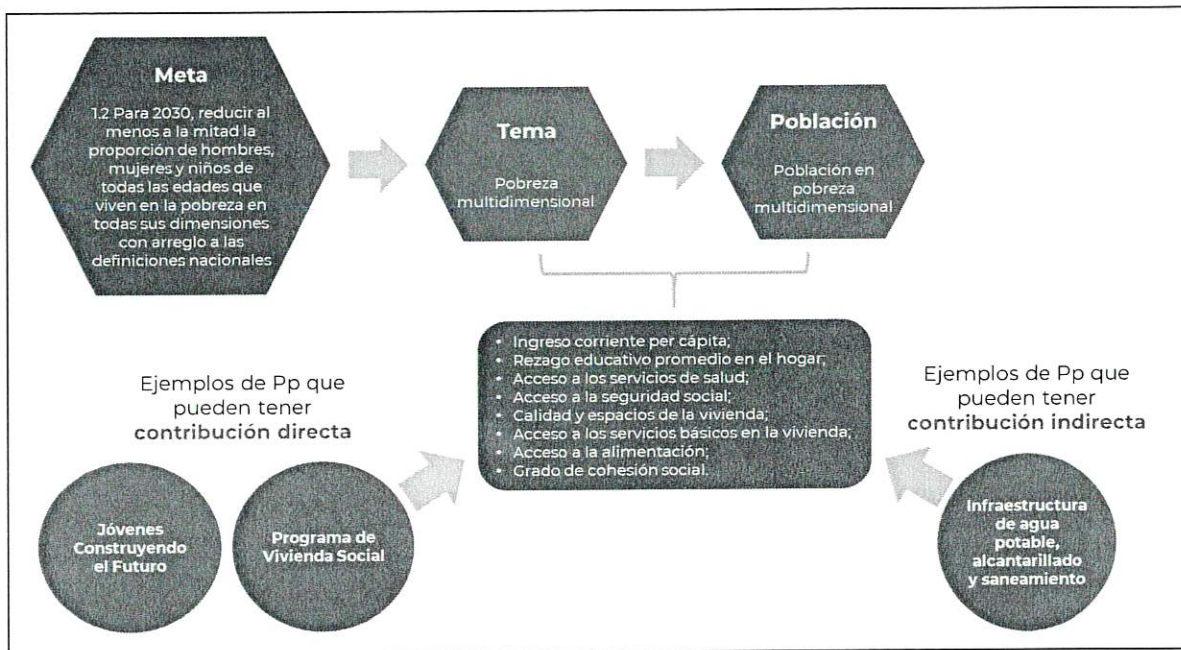 Meta
1.2 Para 2030, reducir al
menos a la mitad la
proporción de hombres,
mujeres y niños de
todas las edades que
viven en la pobreza en
todas sus dimensiones
con arreglo a las
definiciones nacionales
Tema
Pobreza
multidimensional
Población
Población en
pobreza
multidimensional
• Ingreso corriente per cápita;
• Rezago educativo promedio en el hogar;
• Acceso a los servicios de salud;
• Acceso a la seguridad social;
• Calidad y espacios de la vivienda;
• Acceso a los servicios básicos en la vivienda;
• Acceso a la alimentación;
• Grado de cohesión social.
Ejemplos de Pp que
pueden tener
contribución directa
Jóvenes
Construyendo
el Futuro
Programa de
Vivienda Social
Ejemplos de Pp que
pueden tener
contribución indirecta
Infraestructura
de agua
potable,
alcantarillado
y saneamiento